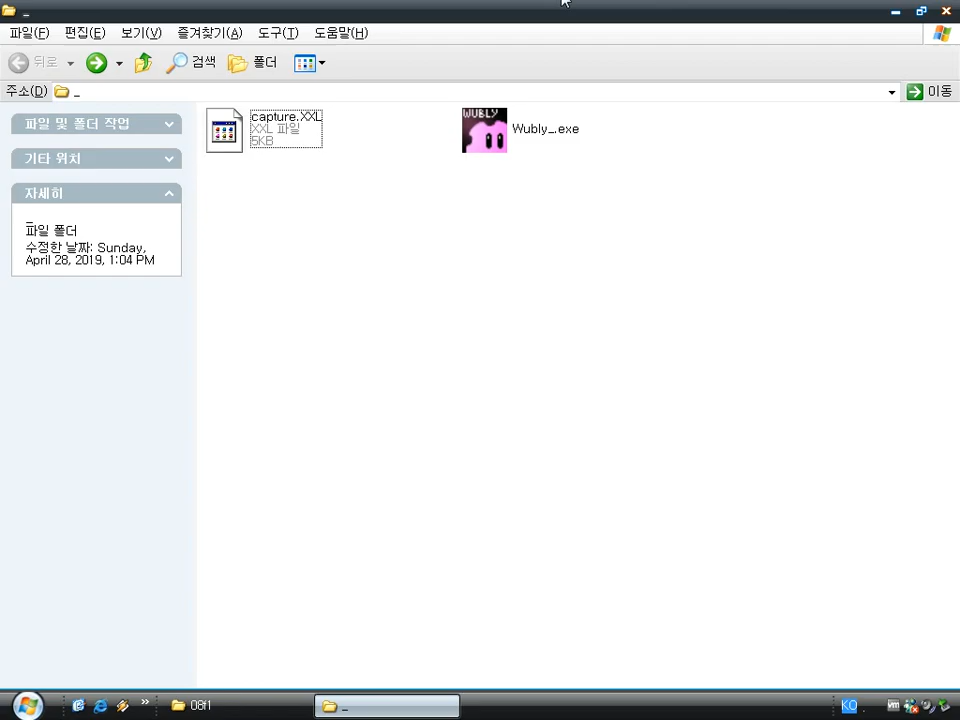 _
파일(F) 편집(E) 보기(V) 즐겨찾기(A) 도구(T) 도움말(H)
뒤로 검색 폴더
주소(D) _ 이동
파일 및 폴더 작업
기타 위치
자세히
_
파일 폴더
수정한 날짜: Sunday,
April 28, 2019, 1:04 PM
capture.XXL
XXL 파일
5KB
WUBLY
Wubly_.exe
08f1
_
KO
vm